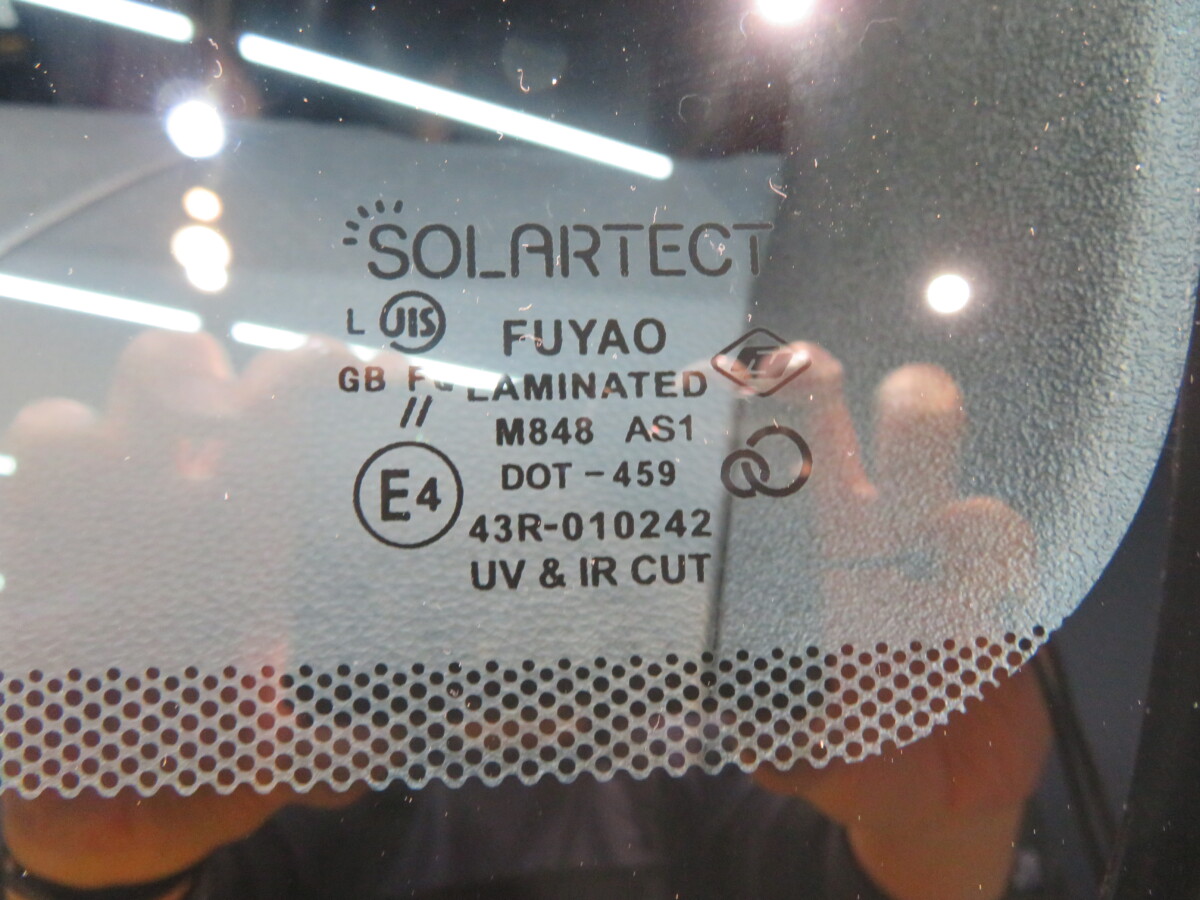 SOLARTECT
L JIS FUYAO
GB LAMINATED
// M848 AS1
DOT-459
E4 43R-010242
UV & IR CUT